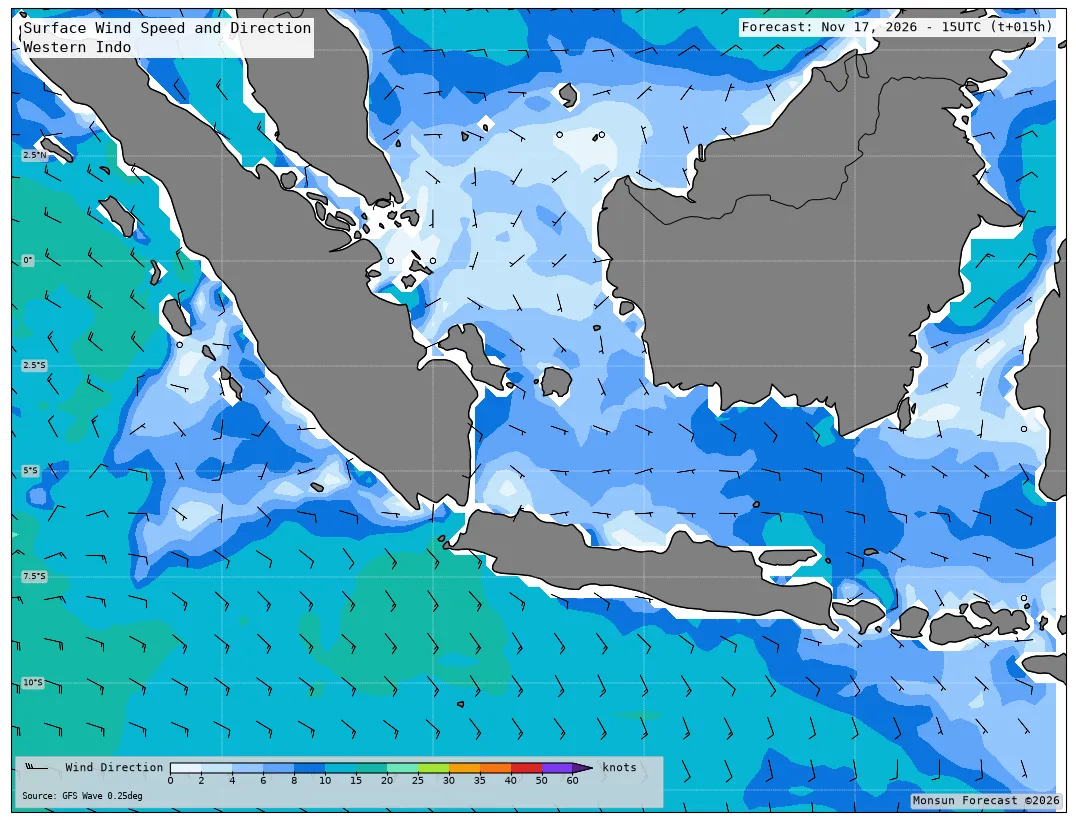 Surface Wind Speed and Direction
Western Indo
Forecast: Nov 17, 2026 - 15UTC (t+015h)
2.5°N
0°
2.5°S
5°S
7.5°S
10°S
Wind Direction
0 2 4 6 8 10 15 20 25 30 35 40 50 60
knots
Source: GFS Wave 0.25deg
Monsun Forecast ©2026